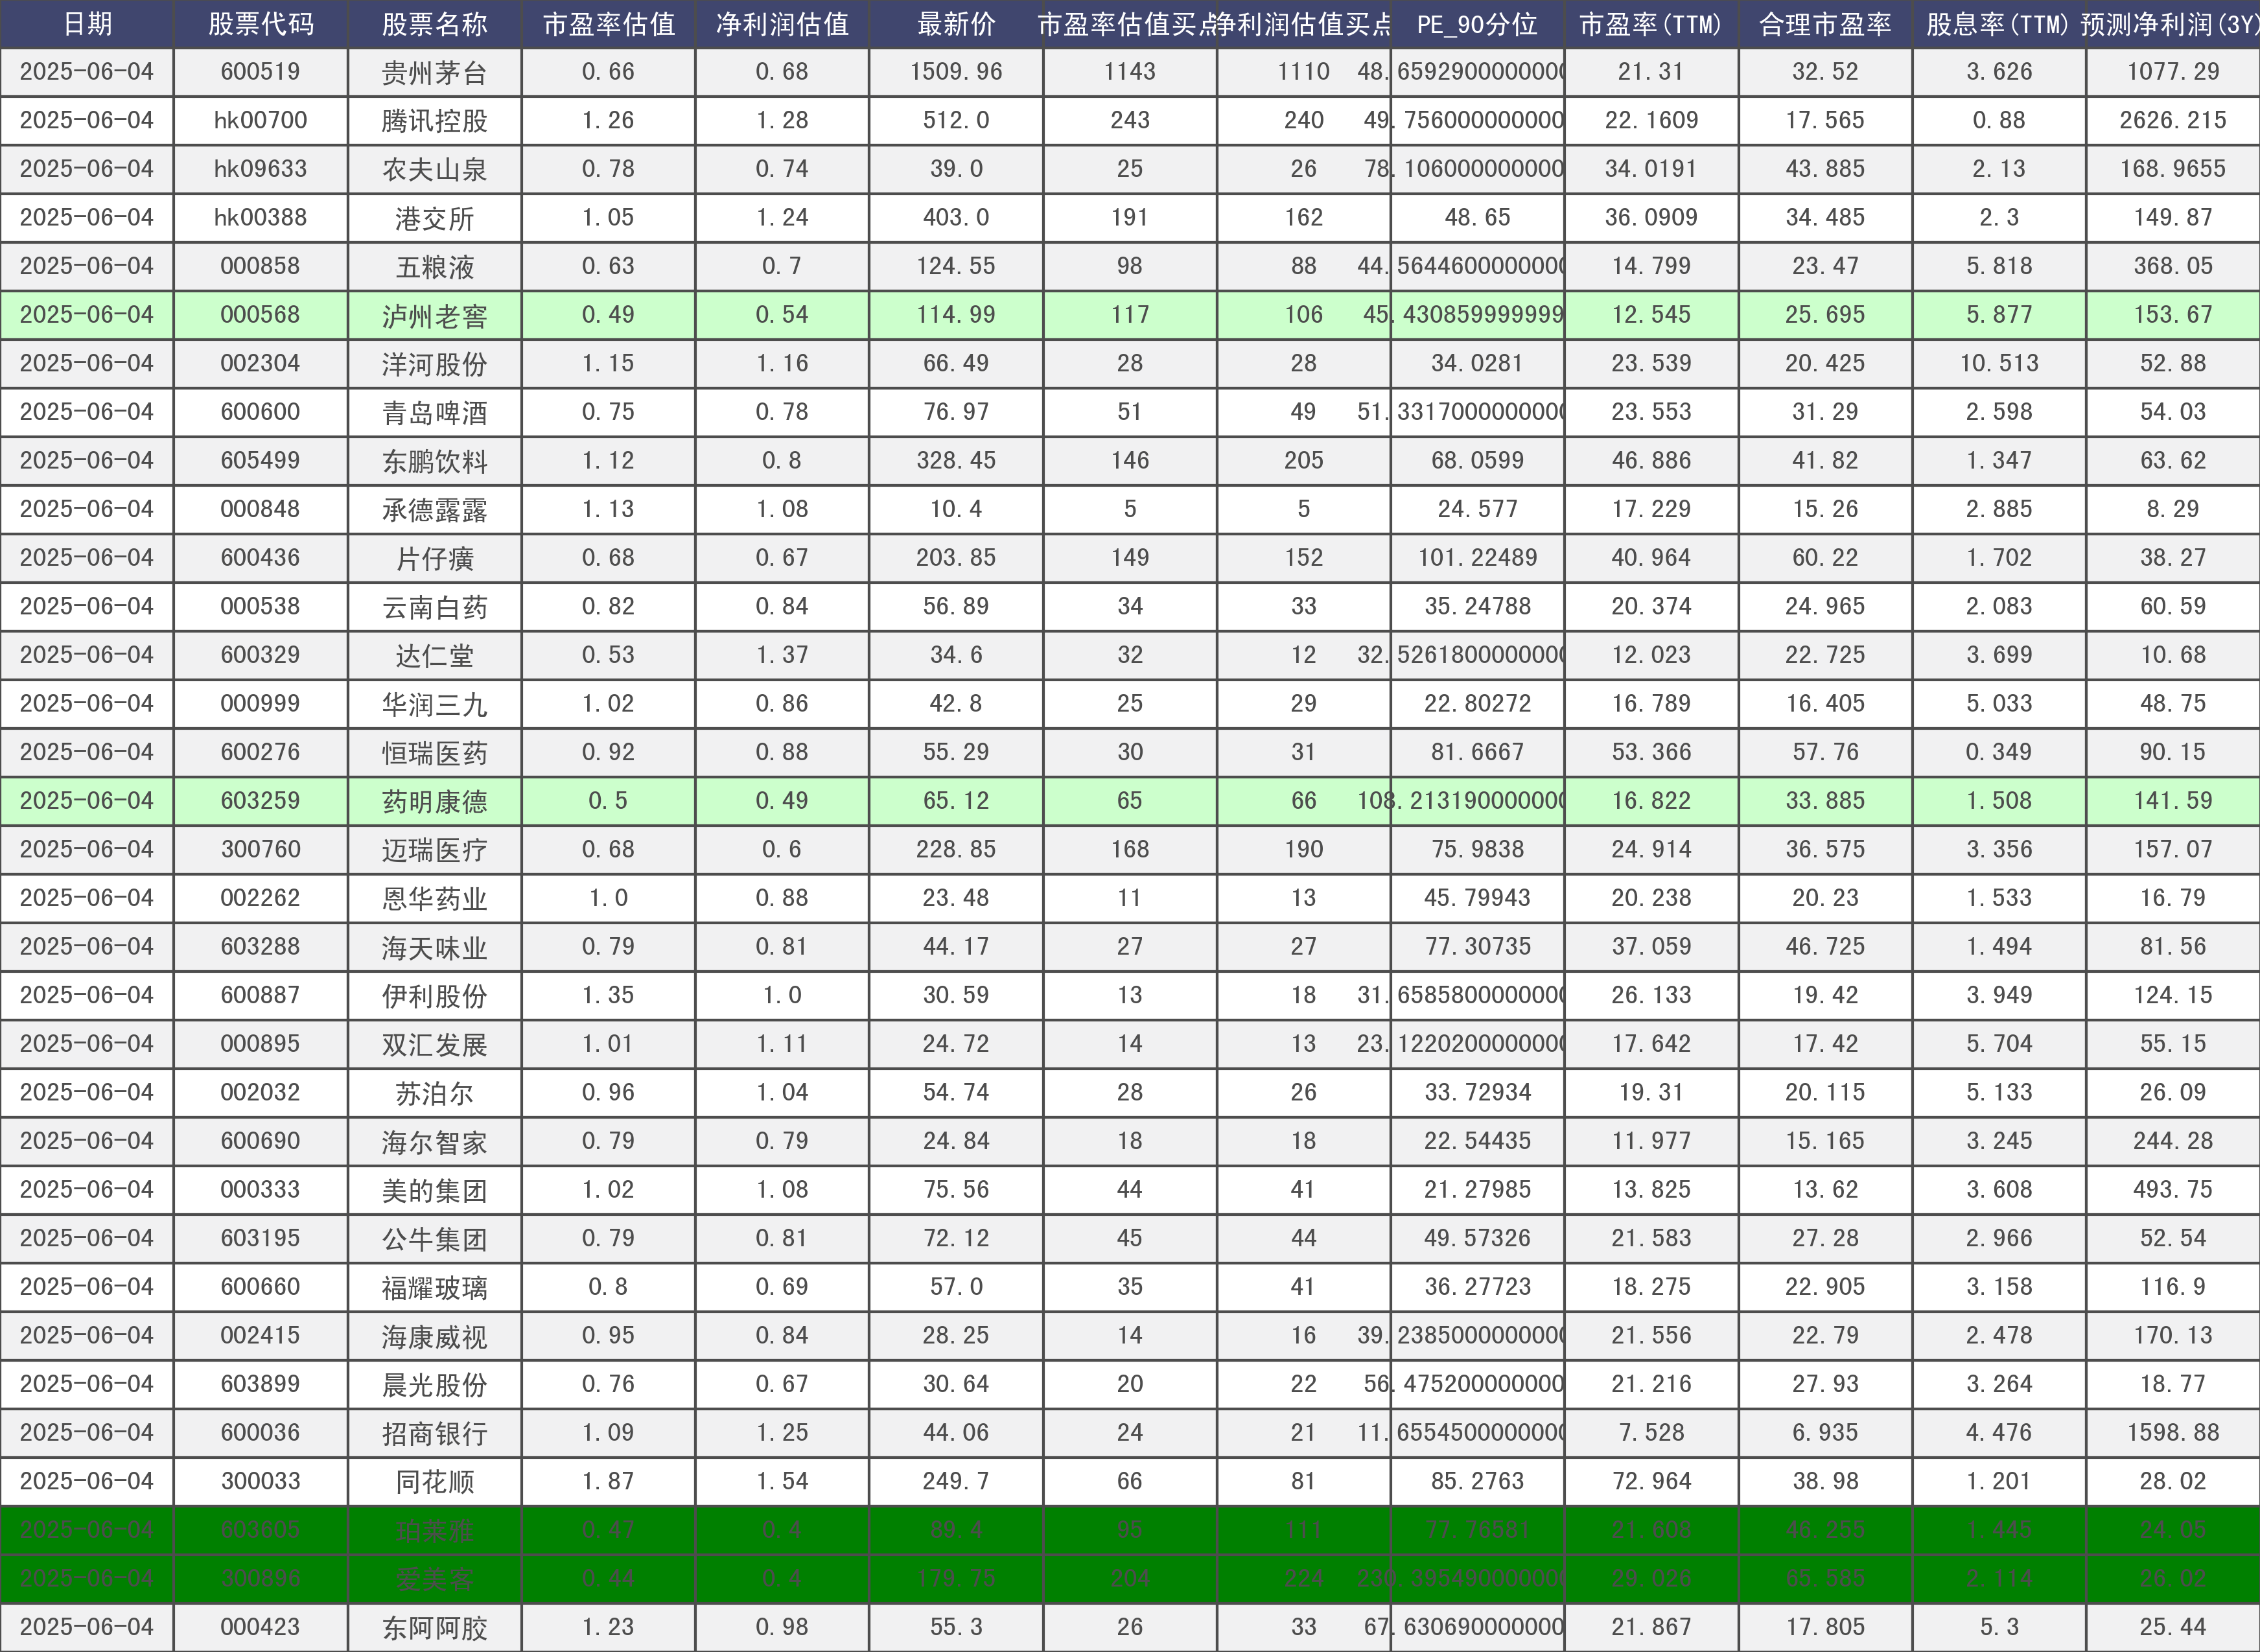 日期 股票代码 股票名称 市盈率估值 净利润估值 最新价 市盈率估值买点 净利润估值买点 PE_90分位 市盈率(TTM) 合理市盈率 股息率(TTM) 预测净利润(3Y)
2025-06-04 600519 贵州茅台 0.66 0.68 1509.96 1143 1110 48.6592900000000 21.31 32.52 3.626 1077.29
2025-06-04 hk00700 腾讯控股 1.26 1.28 512.0 243 240 49.756000000000 22.1609 17.565 0.88 2626.215
2025-06-04 hk09633 农夫山泉 0.78 0.74 39.0 25 26 78.106000000000 34.0191 43.885 2.13 168.9655
2025-06-04 hk00388 港交所 1.05 1.24 403.0 191 162 48.65 36.0909 34.485 2.3 149.87
2025-06-04 000858 五粮液 0.63 0.7 124.55 98 88 44.5644600000000 14.799 23.47 5.818 368.05
2025-06-04 000568 泸州老窖 0.49 0.54 114.99 117 106 45.430859999999 12.545 25.695 5.877 153.67
2025-06-04 002304 洋河股份 1.15 1.16 66.49 28 28 34.0281 23.539 20.425 10.513 52.88
2025-06-04 600600 青岛啤酒 0.75 0.78 76.97 51 49 51.3317000000000 23.553 31.29 2.598 54.03
2025-06-04 605499 东鹏饮料 1.12 0.8 328.45 146 205 68.0599 46.886 41.82 1.347 63.62
2025-06-04 000848 承德露露 1.13 1.08 10.4 5 5 24.577 17.229 15.26 2.885 8.29
2025-06-04 600436 片仔癀 0.68 0.67 203.85 149 152 101.22489 40.964 60.22 1.702 38.27
2025-06-04 000538 云南白药 0.82 0.84 56.89 34 33 35.24788 20.374 24.965 2.083 60.59
2025-06-04 600329 达仁堂 0.53 1.37 34.6 32 12 32.5261800000000 12.023 22.725 3.699 10.68
2025-06-04 000999 华润三九 1.02 0.86 42.8 25 29 22.80272 16.789 16.405 5.033 48.75
2025-06-04 600276 恒瑞医药 0.92 0.88 55.29 30 31 81.6667 53.366 57.76 0.349 90.15
2025-06-04 603259 药明康德 0.5 0.49 65.12 65 66 108.213190000000 16.822 33.885 1.508 141.59
2025-06-04 300760 迈瑞医疗 0.68 0.6 228.85 168 190 75.9838 24.914 36.575 3.356 157.07
2025-06-04 002262 恩华药业 1.0 0.88 23.48 11 13 45.79943 20.238 20.23 1.533 16.79
2025-06-04 603288 海天味业 0.79 0.81 44.17 27 27 77.30735 37.059 46.725 1.494 81.56
2025-06-04 600887 伊利股份 1.35 1.0 30.59 13 18 31.6585800000000 26.133 19.42 3.949 124.15
2025-06-04 000895 双汇发展 1.01 1.11 24.72 14 13 23.1220200000000 17.642 17.42 5.704 55.15
2025-06-04 002032 苏泊尔 0.96 1.04 54.74 28 26 33.72934 19.31 20.115 5.133 26.09
2025-06-04 600690 海尔智家 0.79 0.79 24.84 18 18 22.54435 11.977 15.165 3.245 244.28
2025-06-04 000333 美的集团 1.02 1.08 75.56 44 41 21.27985 13.825 13.62 3.608 493.75
2025-06-04 603195 公牛集团 0.79 0.81 72.12 45 44 49.57326 21.583 27.28 2.966 52.54
2025-06-04 600660 福耀玻璃 0.8 0.69 57.0 35 41 36.27723 18.275 22.905 3.158 116.9
2025-06-04 002415 海康威视 0.95 0.84 28.25 14 16 39.2385000000000 21.556 22.79 2.478 170.13
2025-06-04 603899 晨光股份 0.76 0.67 30.64 20 22 56.475200000000 21.216 27.93 3.264 18.77
2025-06-04 600036 招商银行 1.09 1.25 44.06 24 21 11.6554500000000 7.528 6.935 4.476 1598.88
2025-06-04 300033 同花顺 1.87 1.54 249.7 66 81 85.2763 72.964 38.98 1.201 28.02
2025-06-04 603605 珀莱雅 0.47 0.4 89.4 95 111 77.76581 21.608 46.255 1.445 24.05
2025-06-04 300896 爱美客 0.44 0.4 179.75 204 224 230.395490000000 29.026 65.585 2.114 26.02
2025-06-04 000423 东阿阿胶 1.23 0.98 55.3 26 33 67.630690000000 21.867 17.805 5.3 25.44